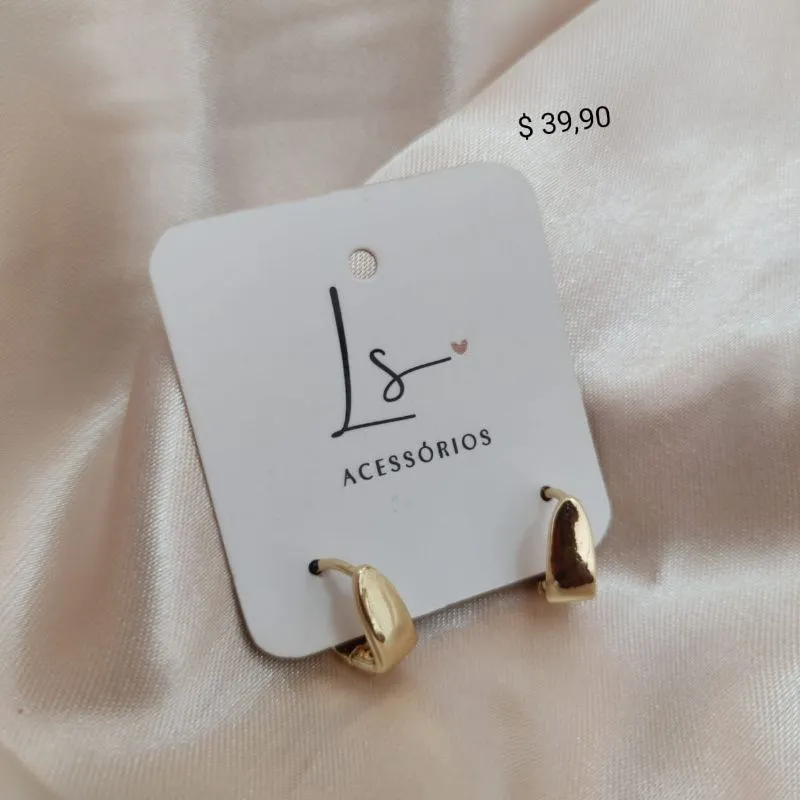 $ 39,90
Ls
ACESSÓRIOS